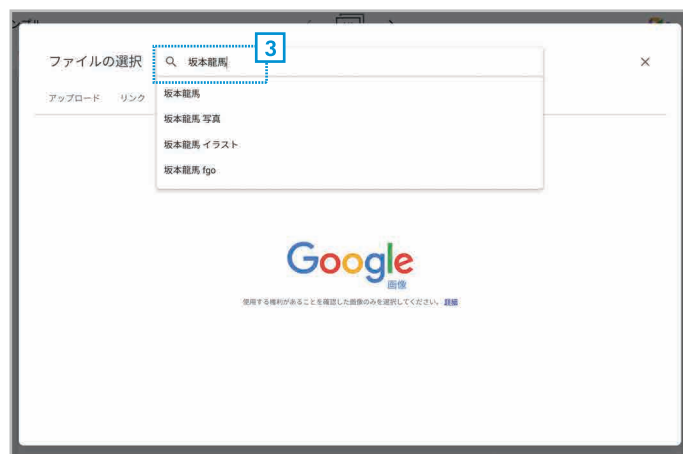 ンプル
3
ファイルの選択 坂本龍馬
アップロード リンク
坂本龍馬
坂本龍馬 写真
坂本龍馬 イラスト
坂本龍馬 fgo
Google
画像
使用する権利があることを確認した画像のみを選択してください。 詳細